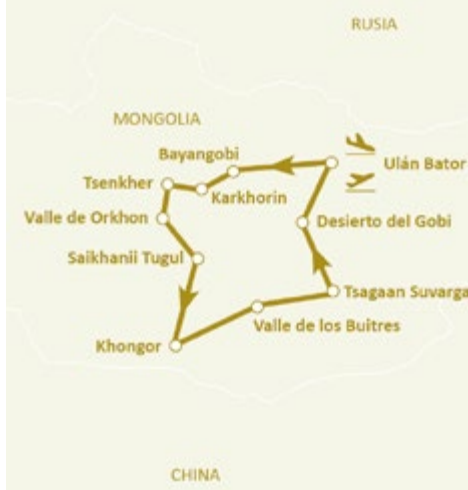 RUSIA
MONGOLIA
Bayangobi
Ulán Bator
Tsenkher
Karkhorin
Valle de Orkhon
Desierto del Gobi
Saikhanii Tugul
Tsagaan Suvarga
Valle de los Buitres
Khongor
CHINA